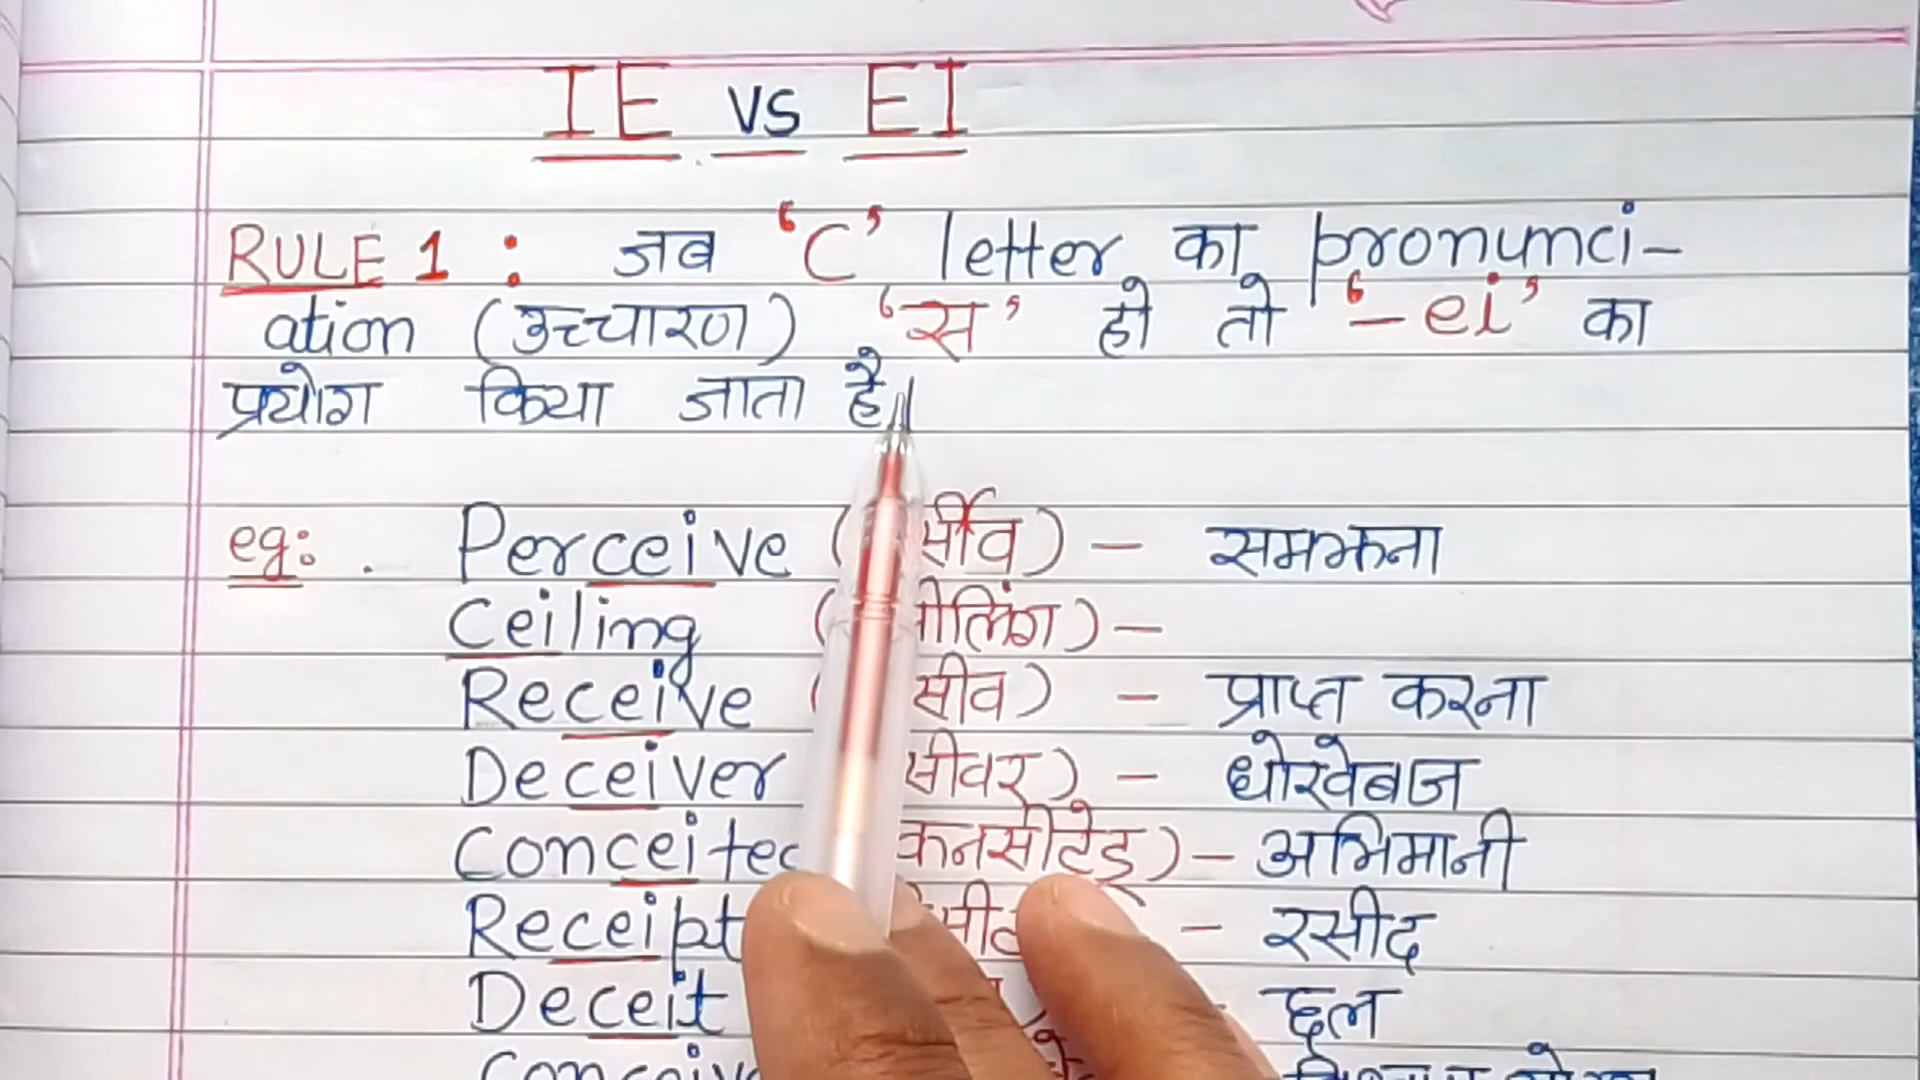 IE vs EI
RULE 1 : जब 'C' letter का pronunci-
ation (उच्चारण) 'स' हो तो '-ei' का
प्रयोग किया जाता है।
eg: Perceive ( र्सीव) - समझना
Ceiling ( ीलिंग) -
Receive ( सीव) - प्राप्त करना
Deceiver सीवर) - धोखेबाज
Conceited कनसीटेड) - अभिमानी
Receipt सीट - रसीद
Deceit - छल